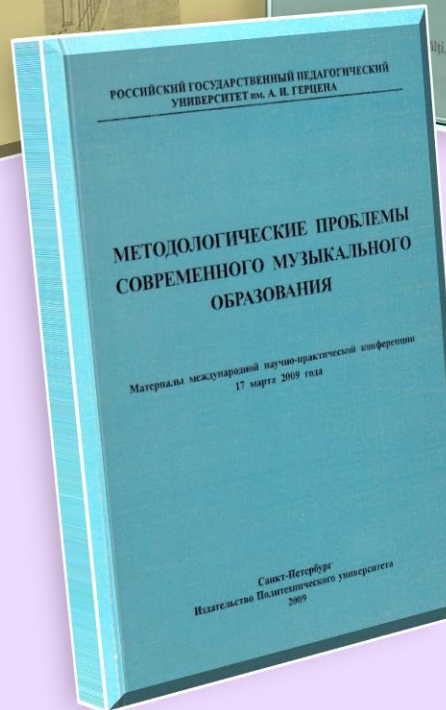 РОССИЙСКИЙ ГОСУДАРСТВЕННЫЙ ПЕДАГОГИЧЕСКИЙ
УНИВЕРСИТЕТ им. А. И. ГЕРЦЕНА
МЕТОДОЛОГИЧЕСКИЕ ПРОБЛЕМЫ
СОВРЕМЕННОГО МУЗЫКАЛЬНОГО
ОБРАЗОВАНИЯ
Материалы международной научно-практической конференции
17 марта 2009 года
Санкт-Петербург
Издательство Политехнического университета
2009